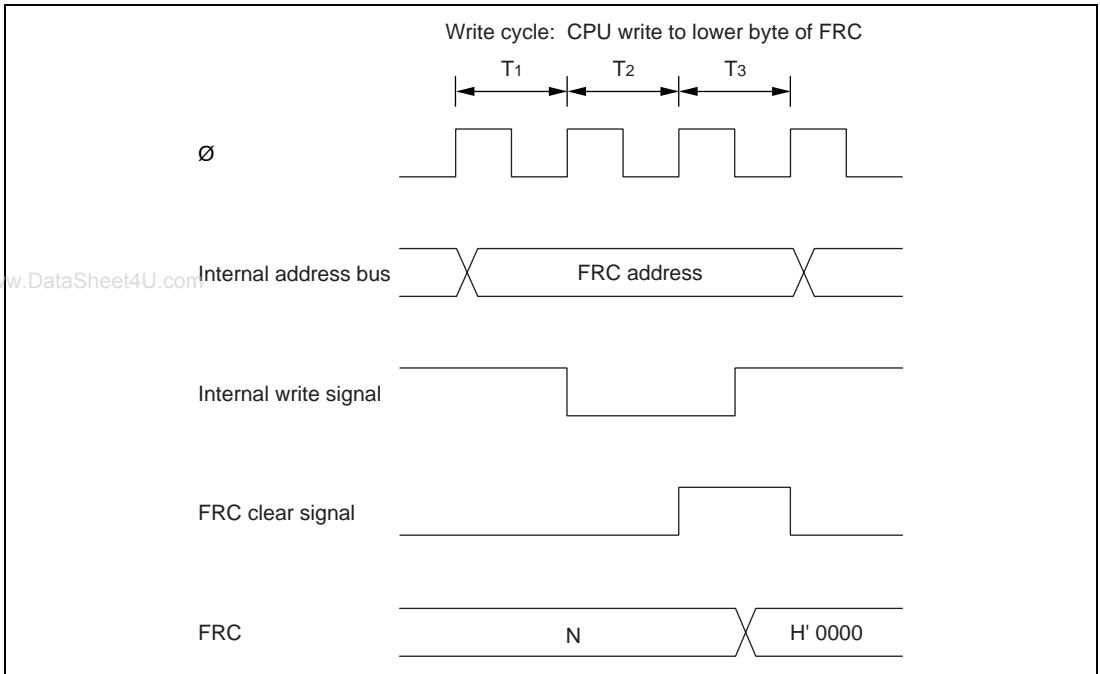 Write cycle: CPU write to lower byte of FRC
T1 T2 T3
Ø
w.DataSheet4U.com
Internal address bus
FRC address
Internal write signal
FRC clear signal
FRC
N
H' 0000